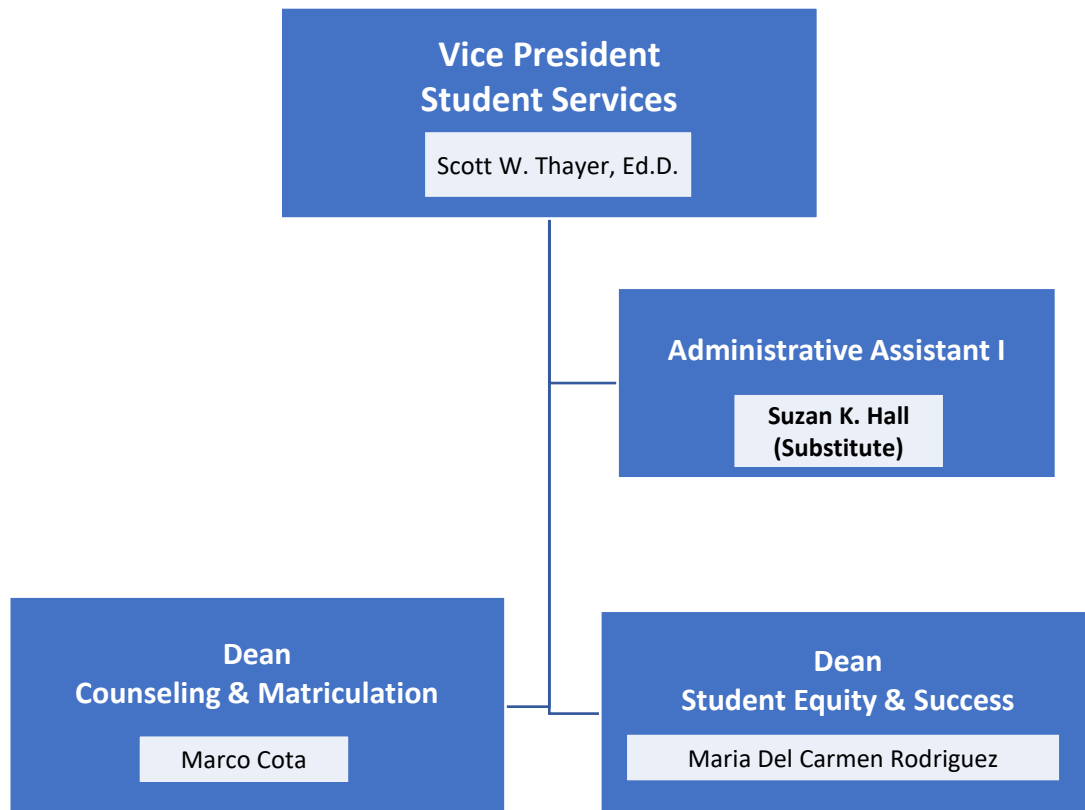 Vice President
Student Services
Scott W. Thayer, Ed.D.
Administrative Assistant I
Suzan K. Hall
(Substitute)
Dean
Counseling & Matriculation
Marco Cota
Dean
Student Equity & Success
Maria Del Carmen Rodriguez